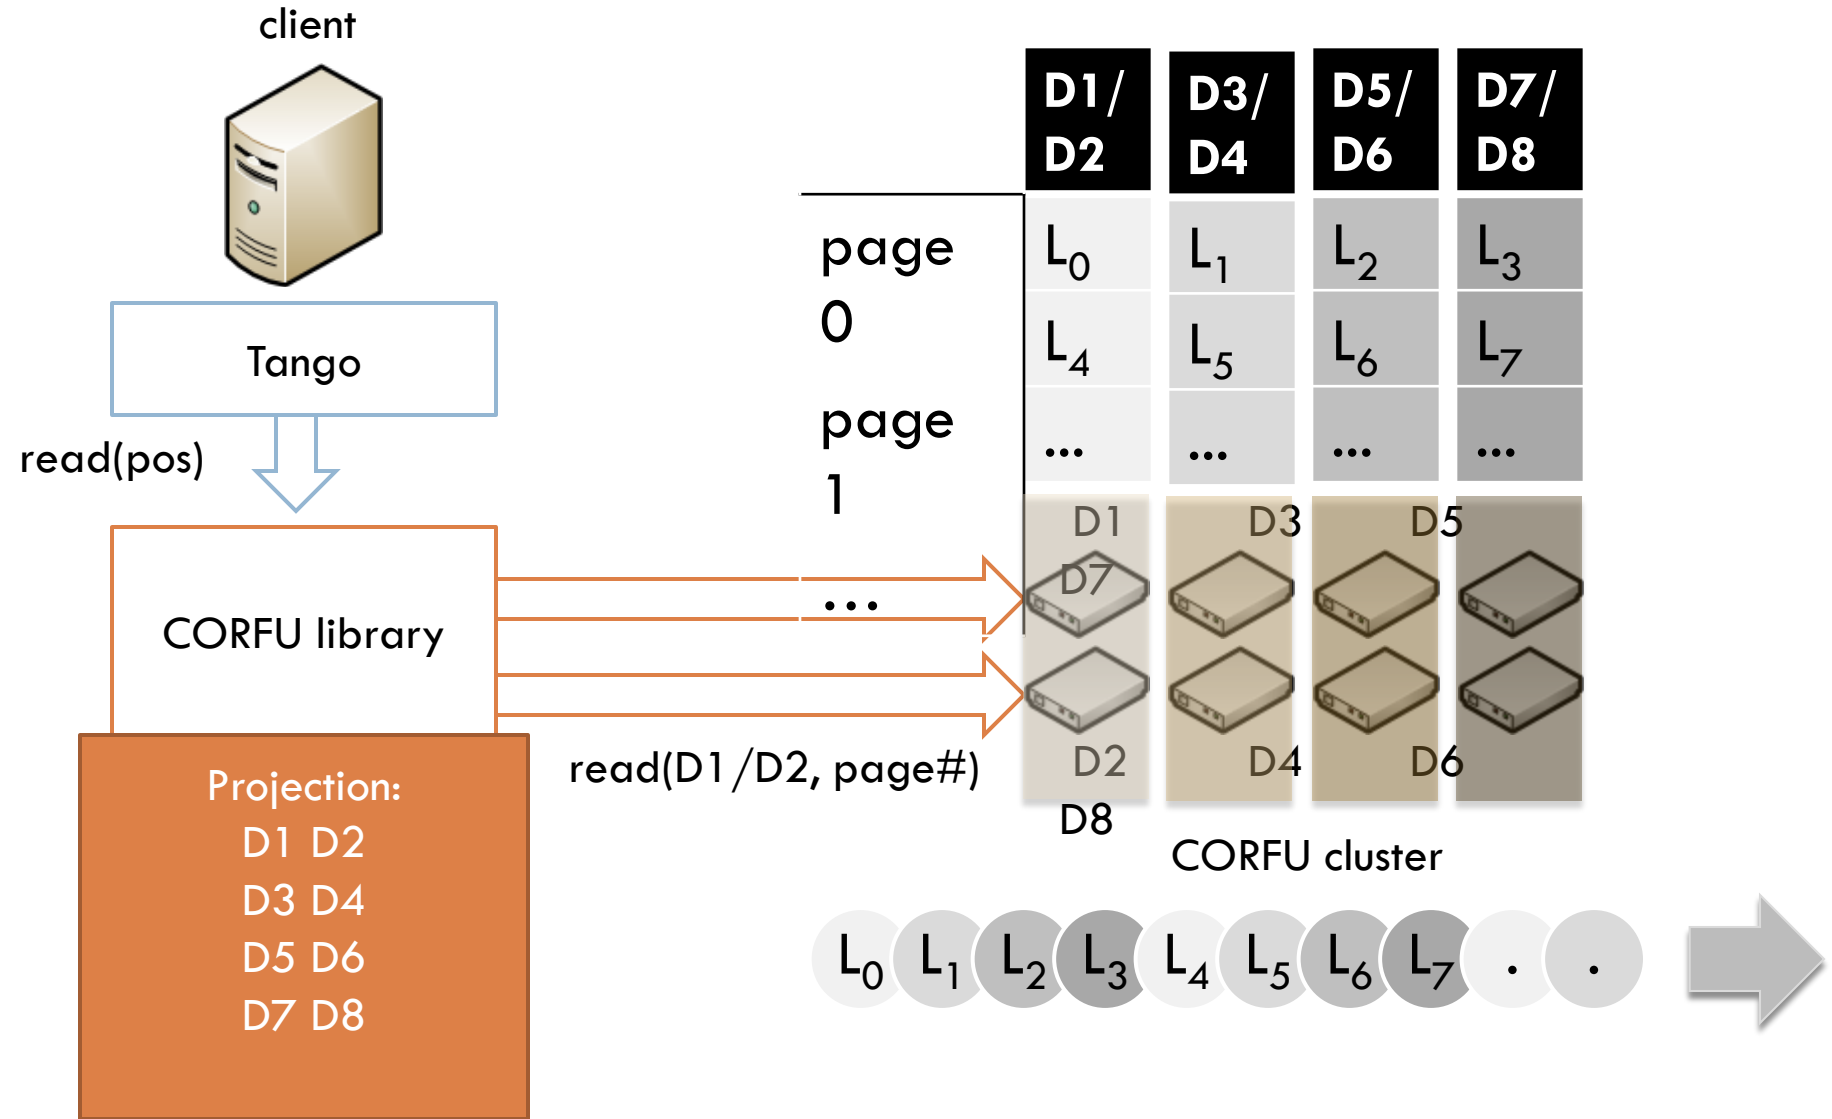 client
Tango
read(pos)
CORFU library
Projection:
D1 D2
D3 D4
D5 D6
D7 D8
read(D1/D2, page#)
D1/
D2
D3/
D4
D5/
D6
D7/
D8
page
0
L0 L1 L2 L3
page
1
L4 L5 L6 L7
... ... ... ...
...
D1 D3 D5
D7
D2 D4 D6
D8
CORFU cluster
L0 L1 L2 L3 L4 L5 L6 L7 . .